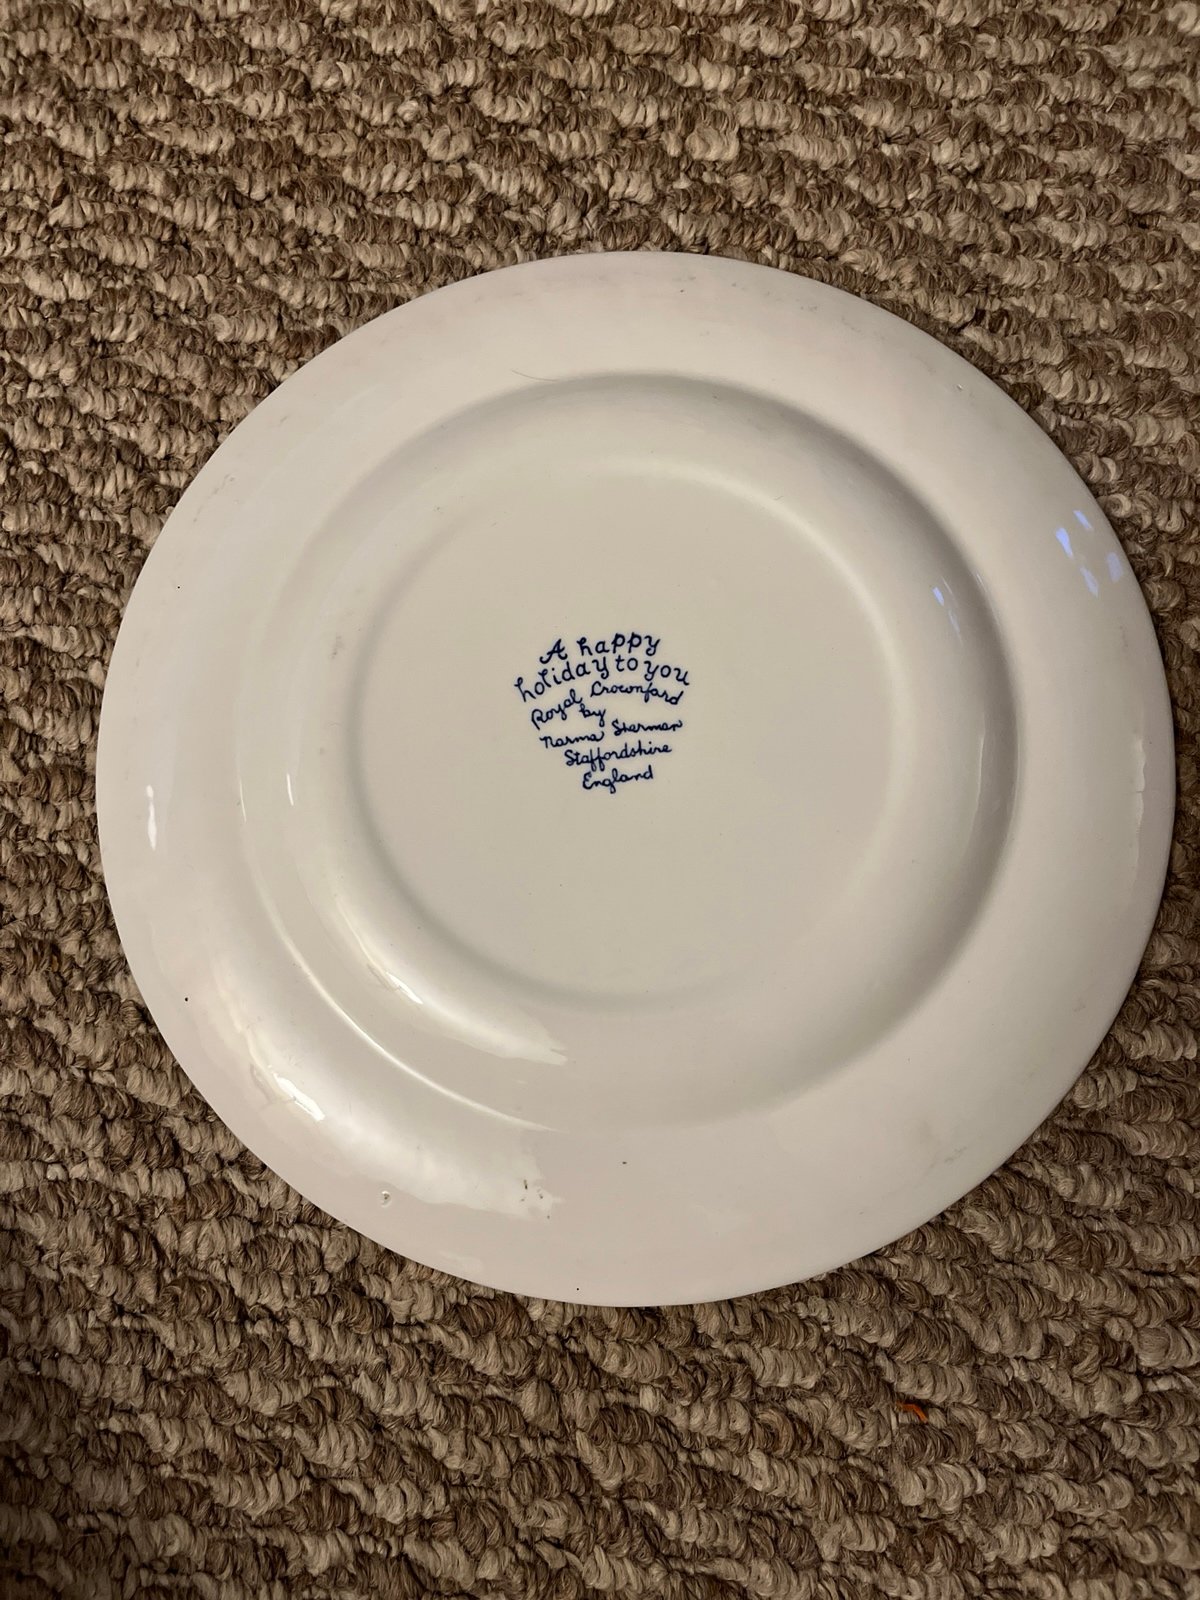 A happy
holiday to you
Royal Crownford
by
Norma Sherman
Staffordshire
England